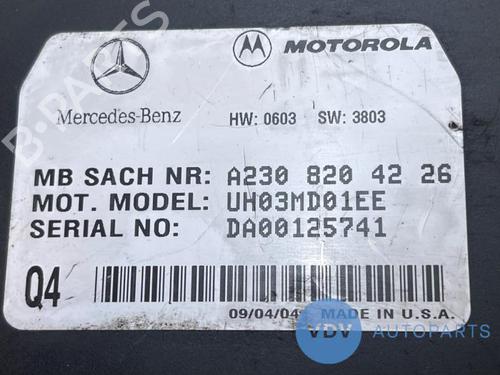 MOTOROLA
Mercedes-Benz HW: 0603 SW: 3803
MB SACH NR: A230 820 42 26
MOT. MODEL: UH03MD01EE
SERIAL NO: DA00125741
Q4
09/04/04 MADE IN U.S.A.
VDV AUTOPARTS
B-PARTS